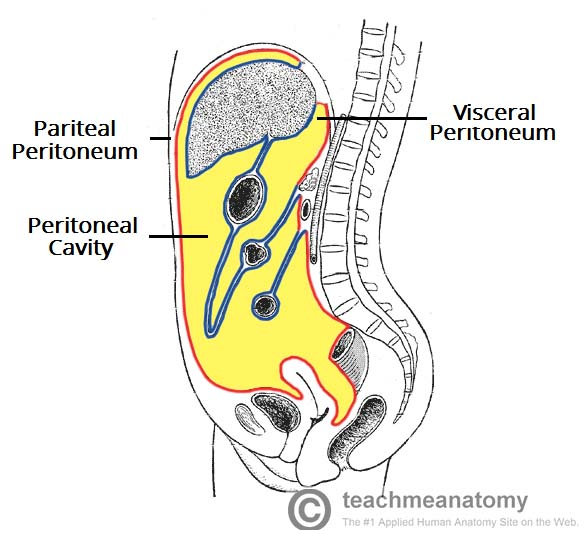 Pariteal
Peritoneum
Visceral
Peritoneum
Peritoneal
Cavity
© teachmeanatomy
The #1 Applied Human Anatomy Site on the Web.